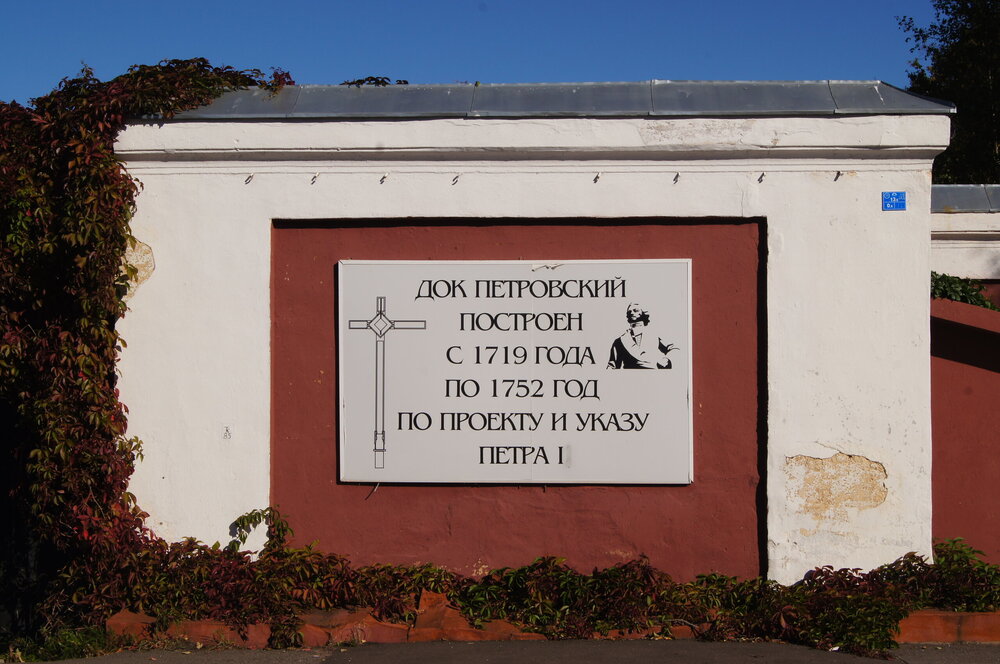 ДОК ПЕТРОВСКИЙ
ПОСТРОЕН
С 1719 ГОДА
ПО 1752 ГОД
ПО ПРОЕКТУ И УКАЗУ
ПЕТРА I